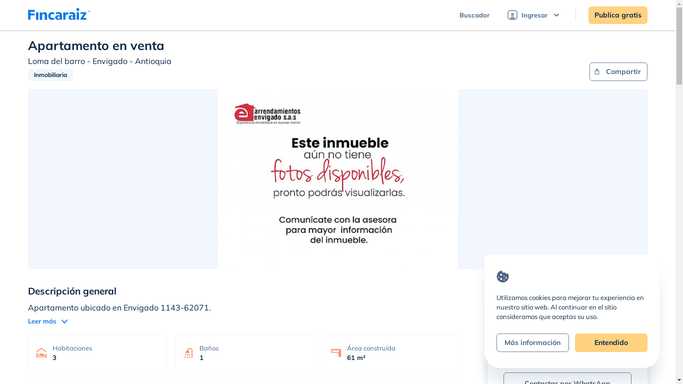 Fincaraiz
Buscador
Ingresar
Publica gratis
Apartamento en venta
Loma del barro - Envigado - Antioquia
Inmobiliaria
Compartir
arrendamientos
envigado s.a.s
Este inmueble
aún no tiene
fotos disponibles,
pronto podrás visualizarlas.
Comunícate con la asesora
para mayor información
del inmueble.
Descripción general
Apartamento ubicado en Envigado 1143-62071.
Leer más
Habitaciones
3
Baños
1
Área construida
61 m²
Utilizamos cookies para mejorar tu experiencia en
nuestro sitio web. Al continuar en el sitio
consideramos que aceptas su uso.
Más información
Entendido
Contactar por WhatsApp